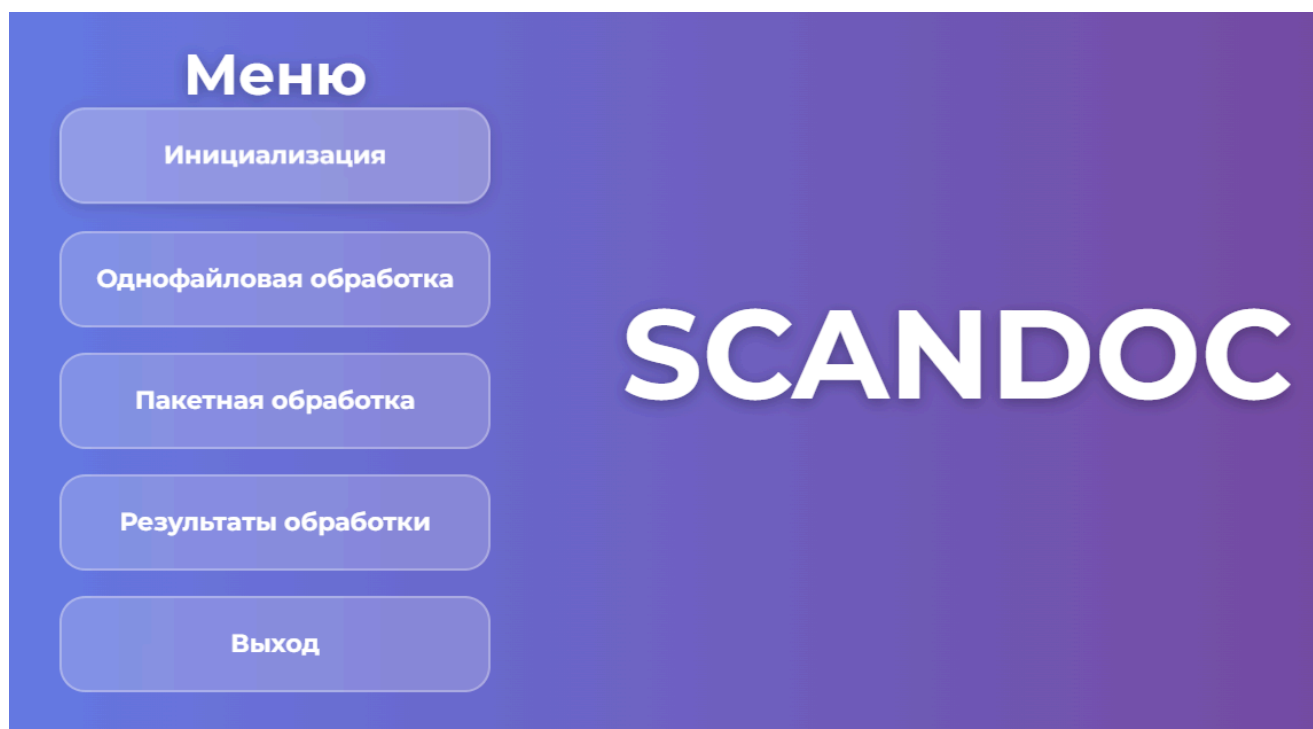 Меню
Инициализация
Однофайловая обработка
Пакетная обработка
Результаты обработки
Выход
SCANDOC